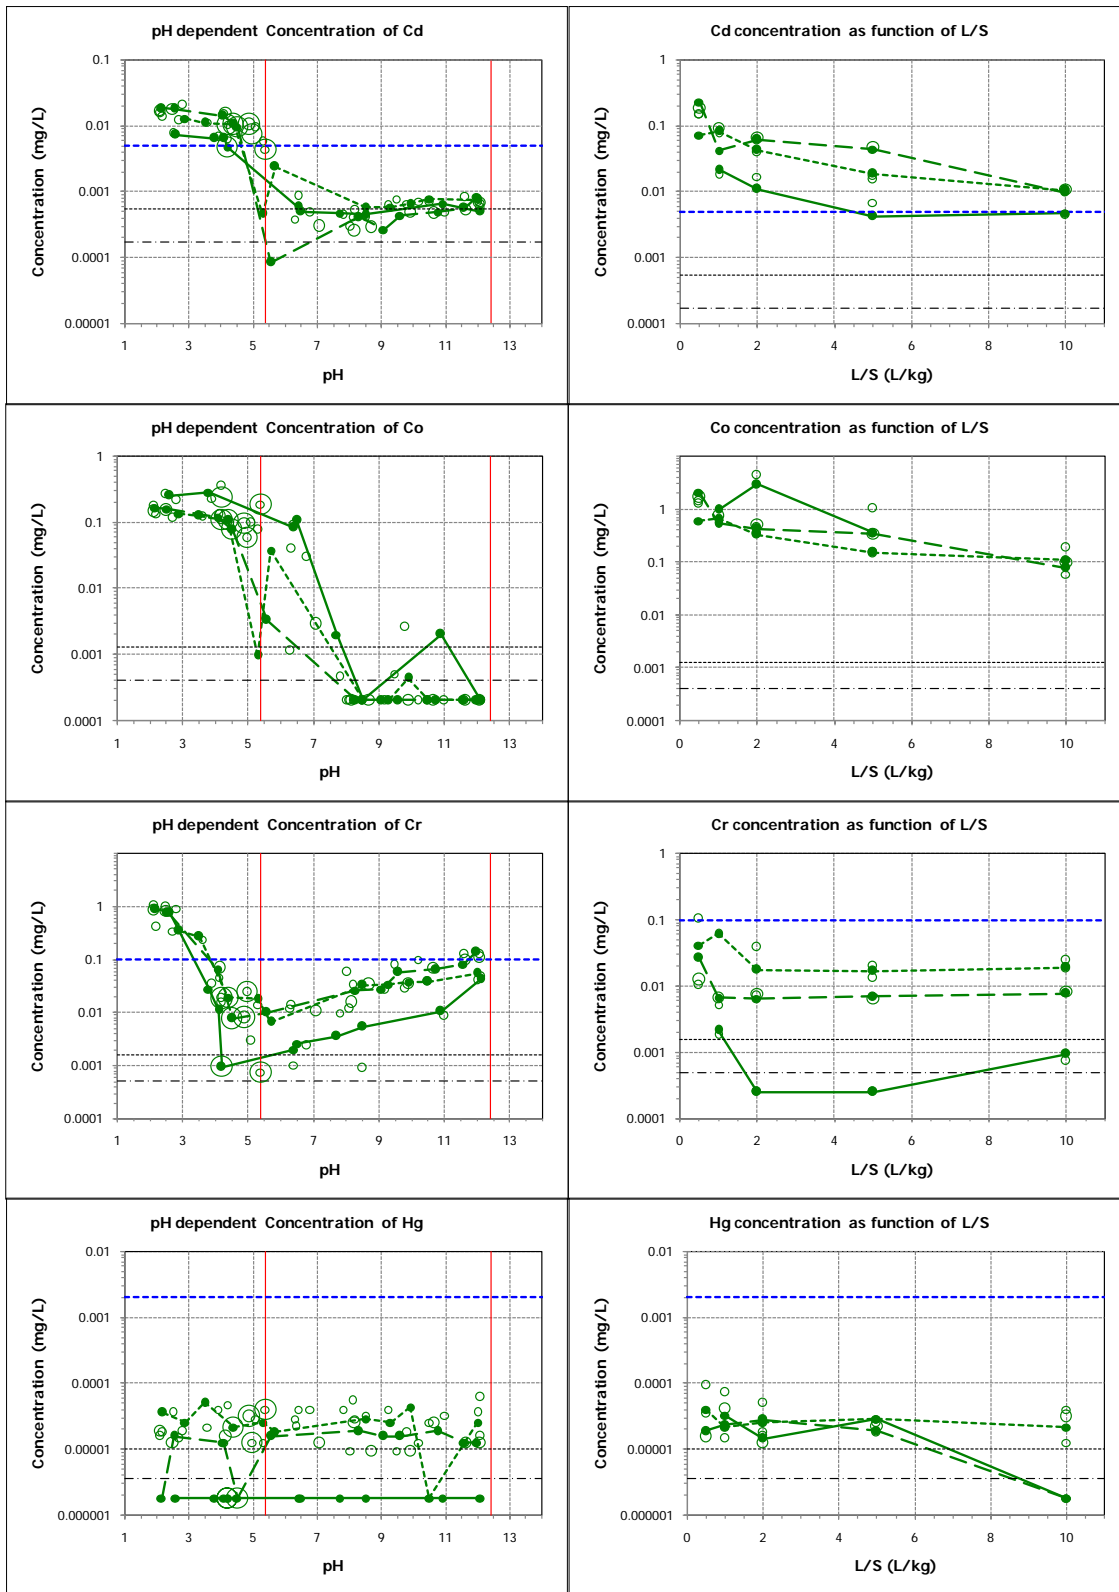 pH dependent Concentration of Cd
Concentration (mg/L)
0.1
0.01
0.001
0.0001
0.00001
1 3 5 7 9 11 13
pH
Cd concentration as function of L/S
Concentration (mg/L)
1
0.1
0.01
0.001
0.0001
0 2 4 6 8 10
L/S (L/kg)
pH dependent Concentration of Co
Concentration (mg/L)
1
0.1
0.01
0.001
0.0001
1 3 5 7 9 11 13
pH
Co concentration as function of L/S
Concentration (mg/L)
10
1
0.1
0.01
0.001
0.0001
0 2 4 6 8 10
L/S (L/kg)
pH dependent Concentration of Cr
Concentration (mg/L)
1
0.1
0.01
0.001
0.0001
1 3 5 7 9 11 13
pH
Cr concentration as function of L/S
Concentration (mg/L)
1
0.1
0.01
0.001
0.0001
0 2 4 6 8 10
L/S (L/kg)
pH dependent Concentration of Hg
Concentration (mg/L)
0.01
0.001
0.0001
0.00001
0.000001
1 3 5 7 9 11 13
pH
Hg concentration as function of L/S
Concentration (mg/L)
0.01
0.001
0.0001
0.00001
0.000001
0 2 4 6 8 10
L/S (L/kg)